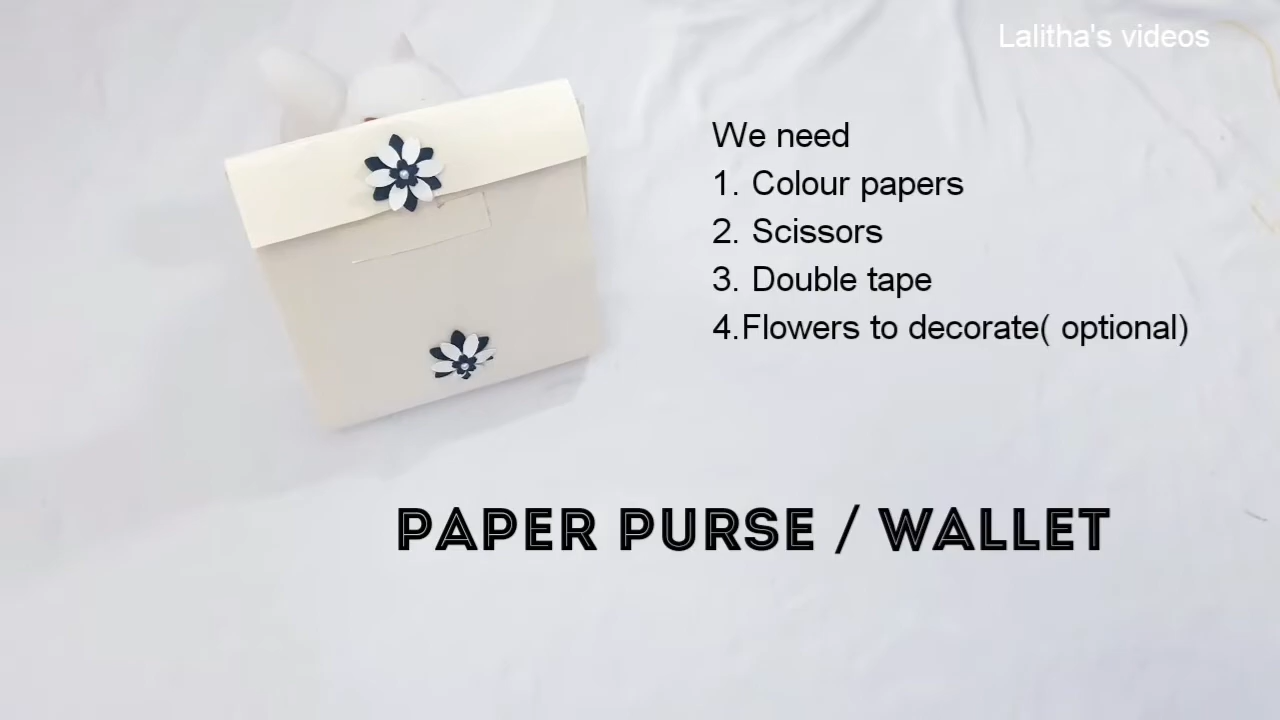 Lalitha's videos
We need
1. Colour papers
2. Scissors
3. Double tape
4.Flowers to decorate( optional)
PAPER PURSE / WALLET